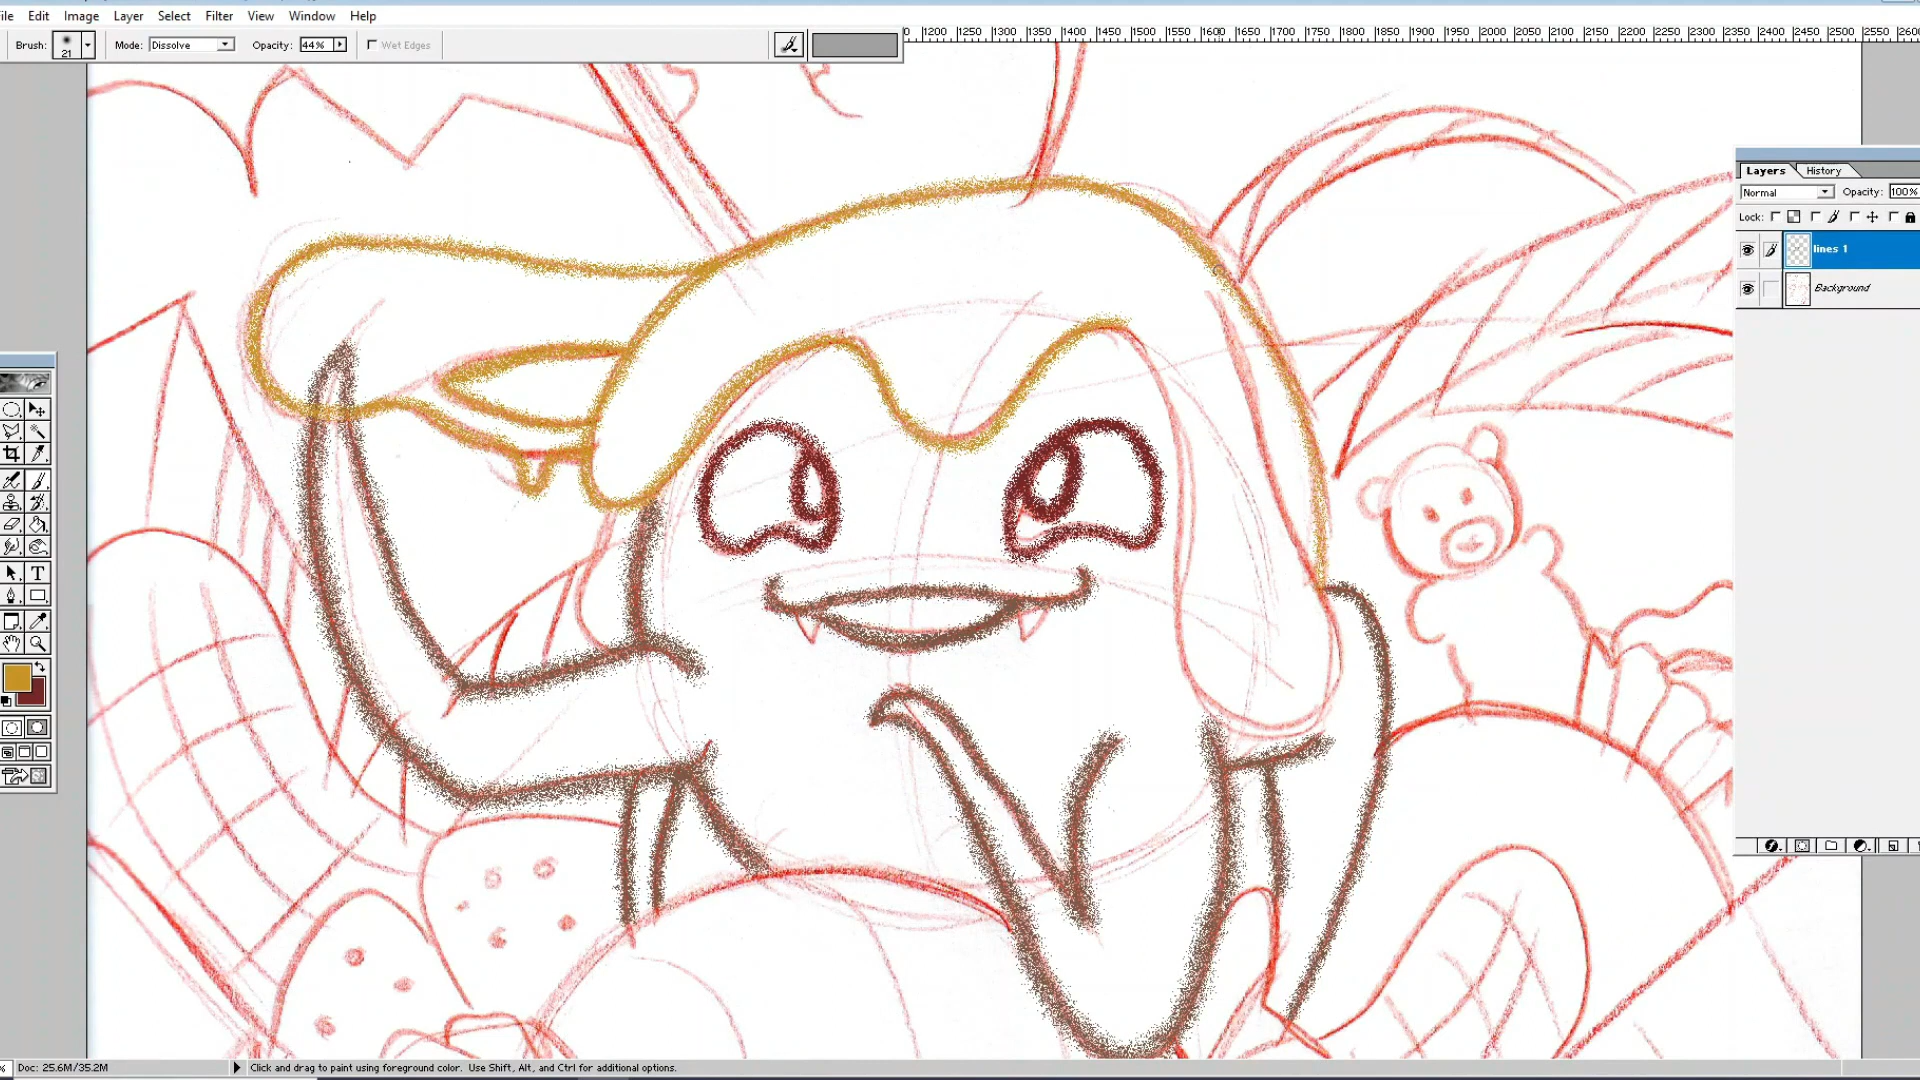 File Edit Image Layer Select Filter View Window Help
Brush: 21 Mode: Dissolve Opacity: 44% Wet Edges
1200 1250 1300 1350 1400 1450 1500 1550 1600 1650 1700 1750 1800 1850 1900 1950 2000 2050 2100 2150 2200 2250 2300 2350 2400 2450 2500 2550 2600
Layers History
Normal Opacity: 100%
Lock:
lines 1
Background
% Doc: 25.6M/35.2M Click and drag to paint using foreground color. Use Shift, Alt, and Ctrl for additional options.